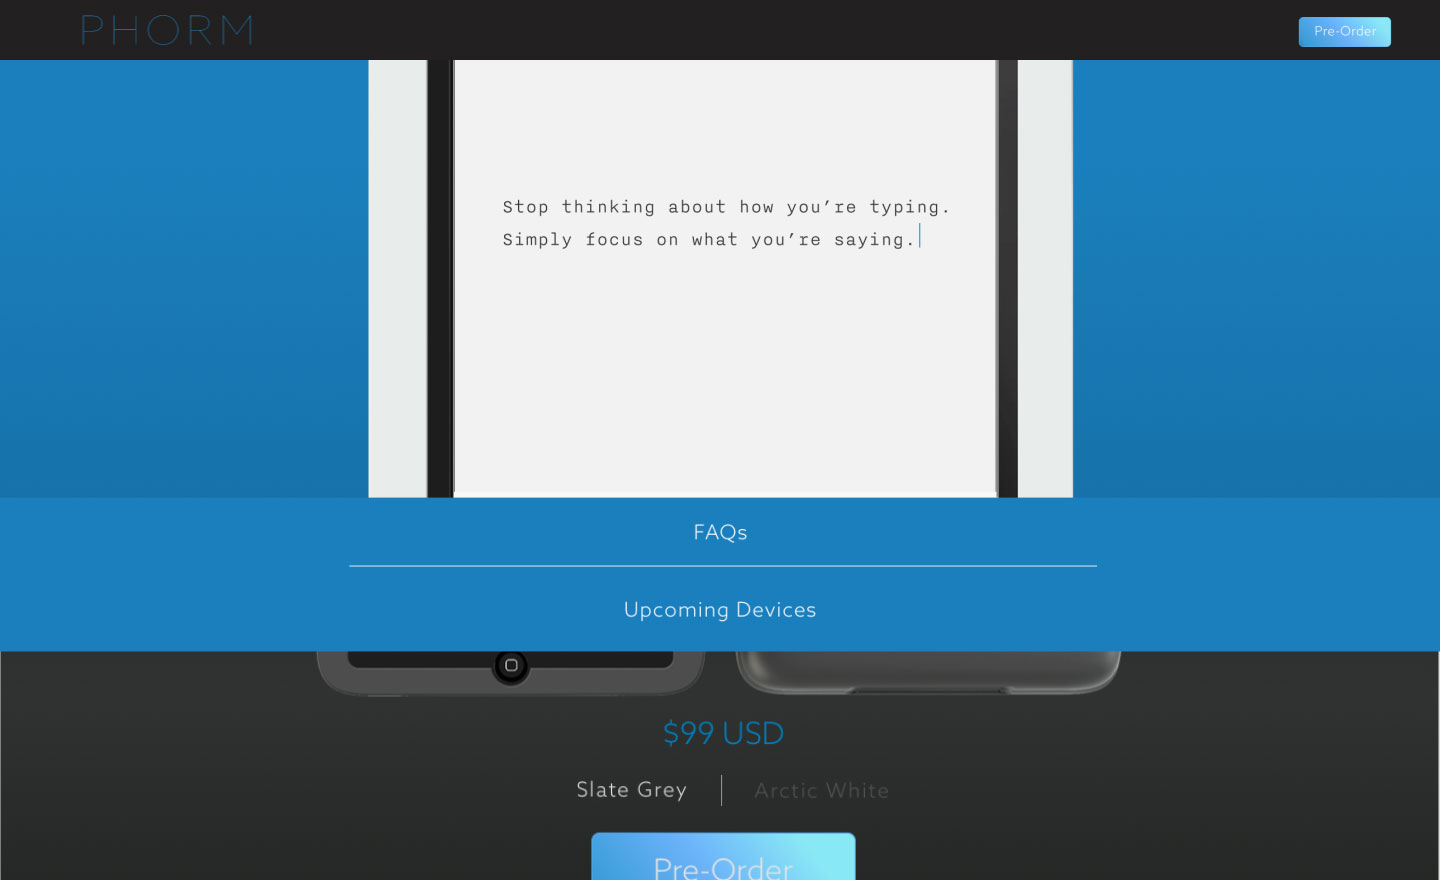 PHORM
Pre-Order
Stop thinking about how you’re typing.
Simply focus on what you’re saying.
FAQs
Upcoming Devices
$99 USD
Slate Grey
Arctic White
Pre-Order